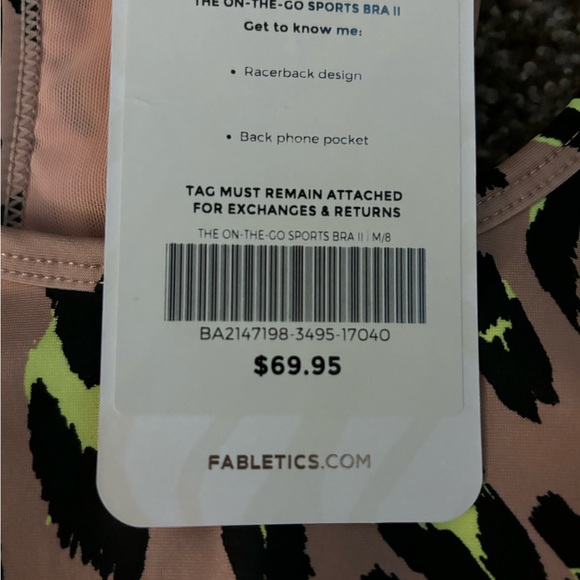 THE ON-THE-GO SPORTS BRA II
Get to know me:
• Racerback design
• Back phone pocket
TAG MUST REMAIN ATTACHED
FOR EXCHANGES & RETURNS
THE ON-THE-GO SPORTS BRA II | M/8
BA2147198-3495-17040
$69.95
FABLETICS.COM